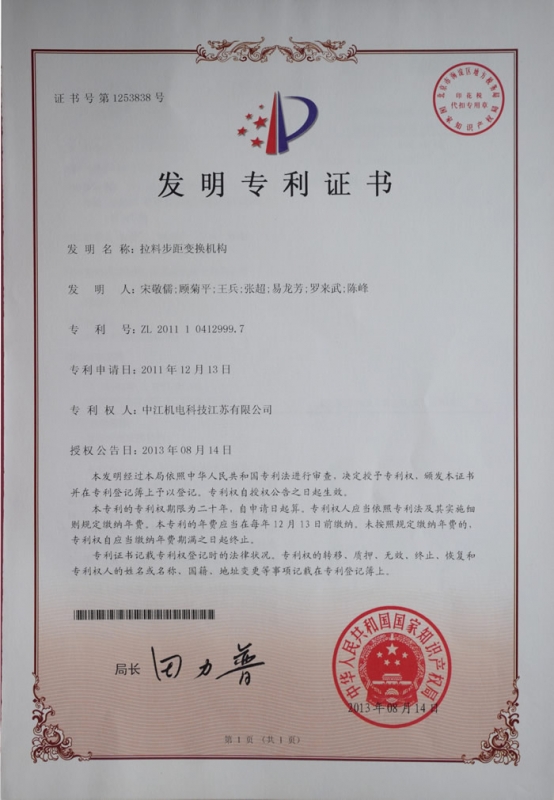 证书号第1253838号
印花税
代扣专用章
国家知识产权局
发明专利证书
发明名称：拉料步距变换机构
发明人：宋敬儒;顾菊平;王兵;张超;易龙芳;罗来武;陈峰
专利号：ZL 2011 1 0412999.7
专利申请日：2011年12月13日
专利权人：中江机电科技江苏有限公司
授权公告日：2013年08月14日
本发明经过本局依照中华人民共和国专利法进行审查，决定授予专利权，颁发本证书
并在专利登记簿上予以登记。专利权自授权公告之日起生效。
本专利的专利权期限为二十年，自申请日起算。专利权人应当依照专利法及其实施细
则规定缴纳年费。本专利的年费应当在每年12月13日前缴纳。未按照规定缴纳年费的，
专利权自应当缴纳年费期满之日起终止。
专利证书记载专利权登记时的法律状况。专利权的转移、质押、无效、终止、恢复和
专利权人的姓名或名称、国籍、地址变更等事项记载在专利登记簿上。
局长
田力普
中华人民共和国国家知识产权局
2013年08月14日
第1页（共1页）